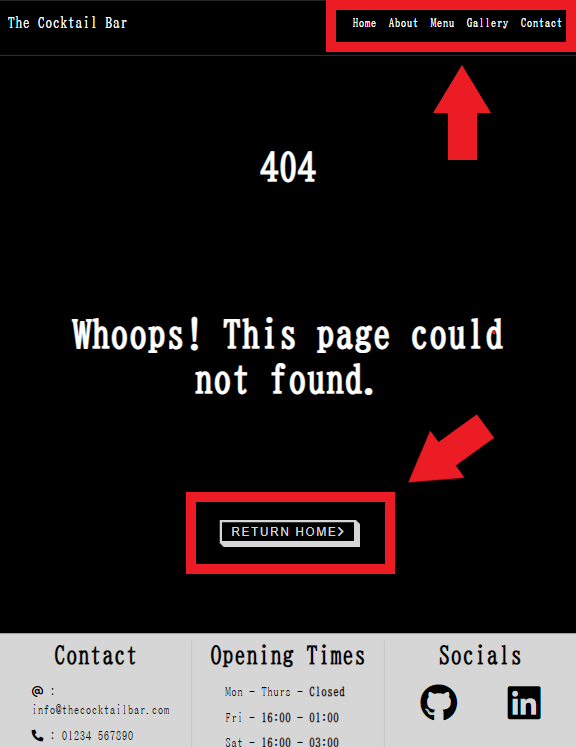 The Cocktail Bar
Home About Menu Gallery Contact
404
Whoops! This page could
not found.
RETURN HOME>
Contact
@ :
info@thecocktailbar.com
: 01234 567890
Opening Times
Mon - Thurs - Closed
Fri - 16:00 - 01:00
Sat - 16:00 - 03:00
Socials
in